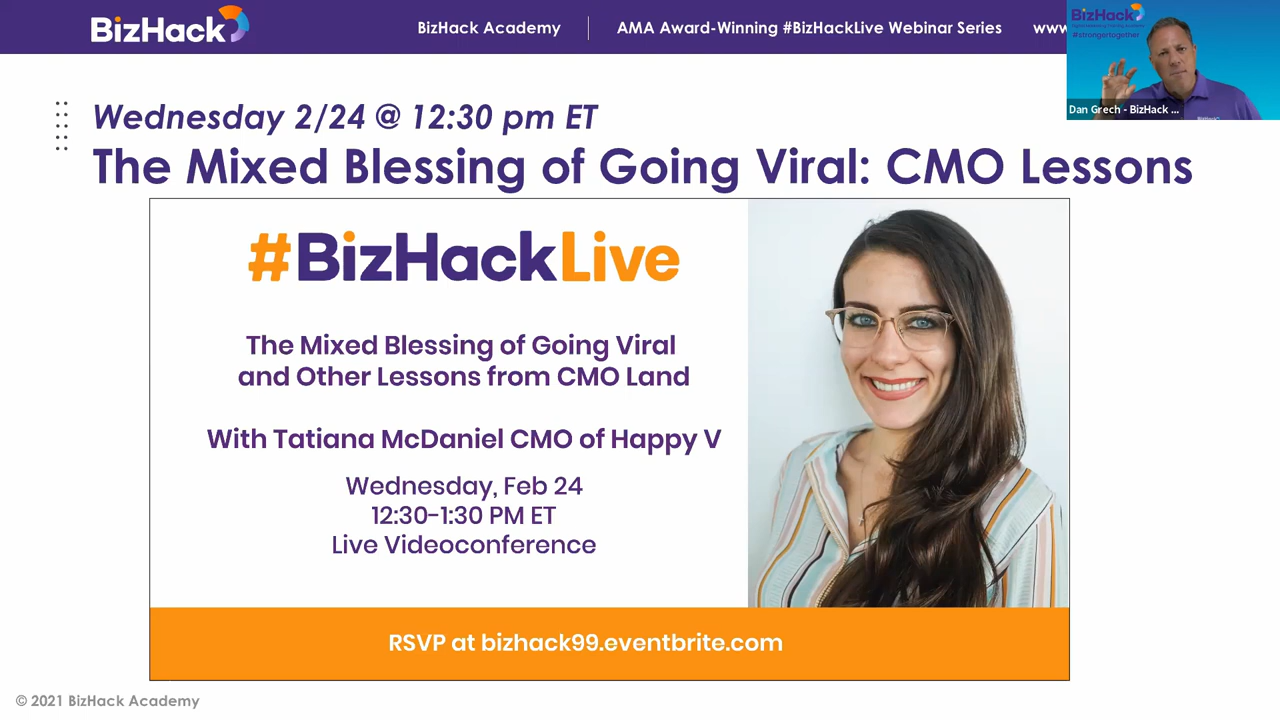 BizHack
BizHack Academy
AMA Award-Winning #BizHackLive Webinar Series
www
BizHack
#strongertogether
Dan Grech - BizHack ...
BizHack
Wednesday 2/24 @ 12:30 pm ET
The Mixed Blessing of Going Viral: CMO Lessons
#BizHackLive
The Mixed Blessing of Going Viral
and Other Lessons from CMO Land
With Tatiana McDaniel CMO of Happy V
Wednesday, Feb 24
12:30-1:30 PM ET
Live Videoconference
RSVP at bizhack99.eventbrite.com
© 2021 BizHack Academy